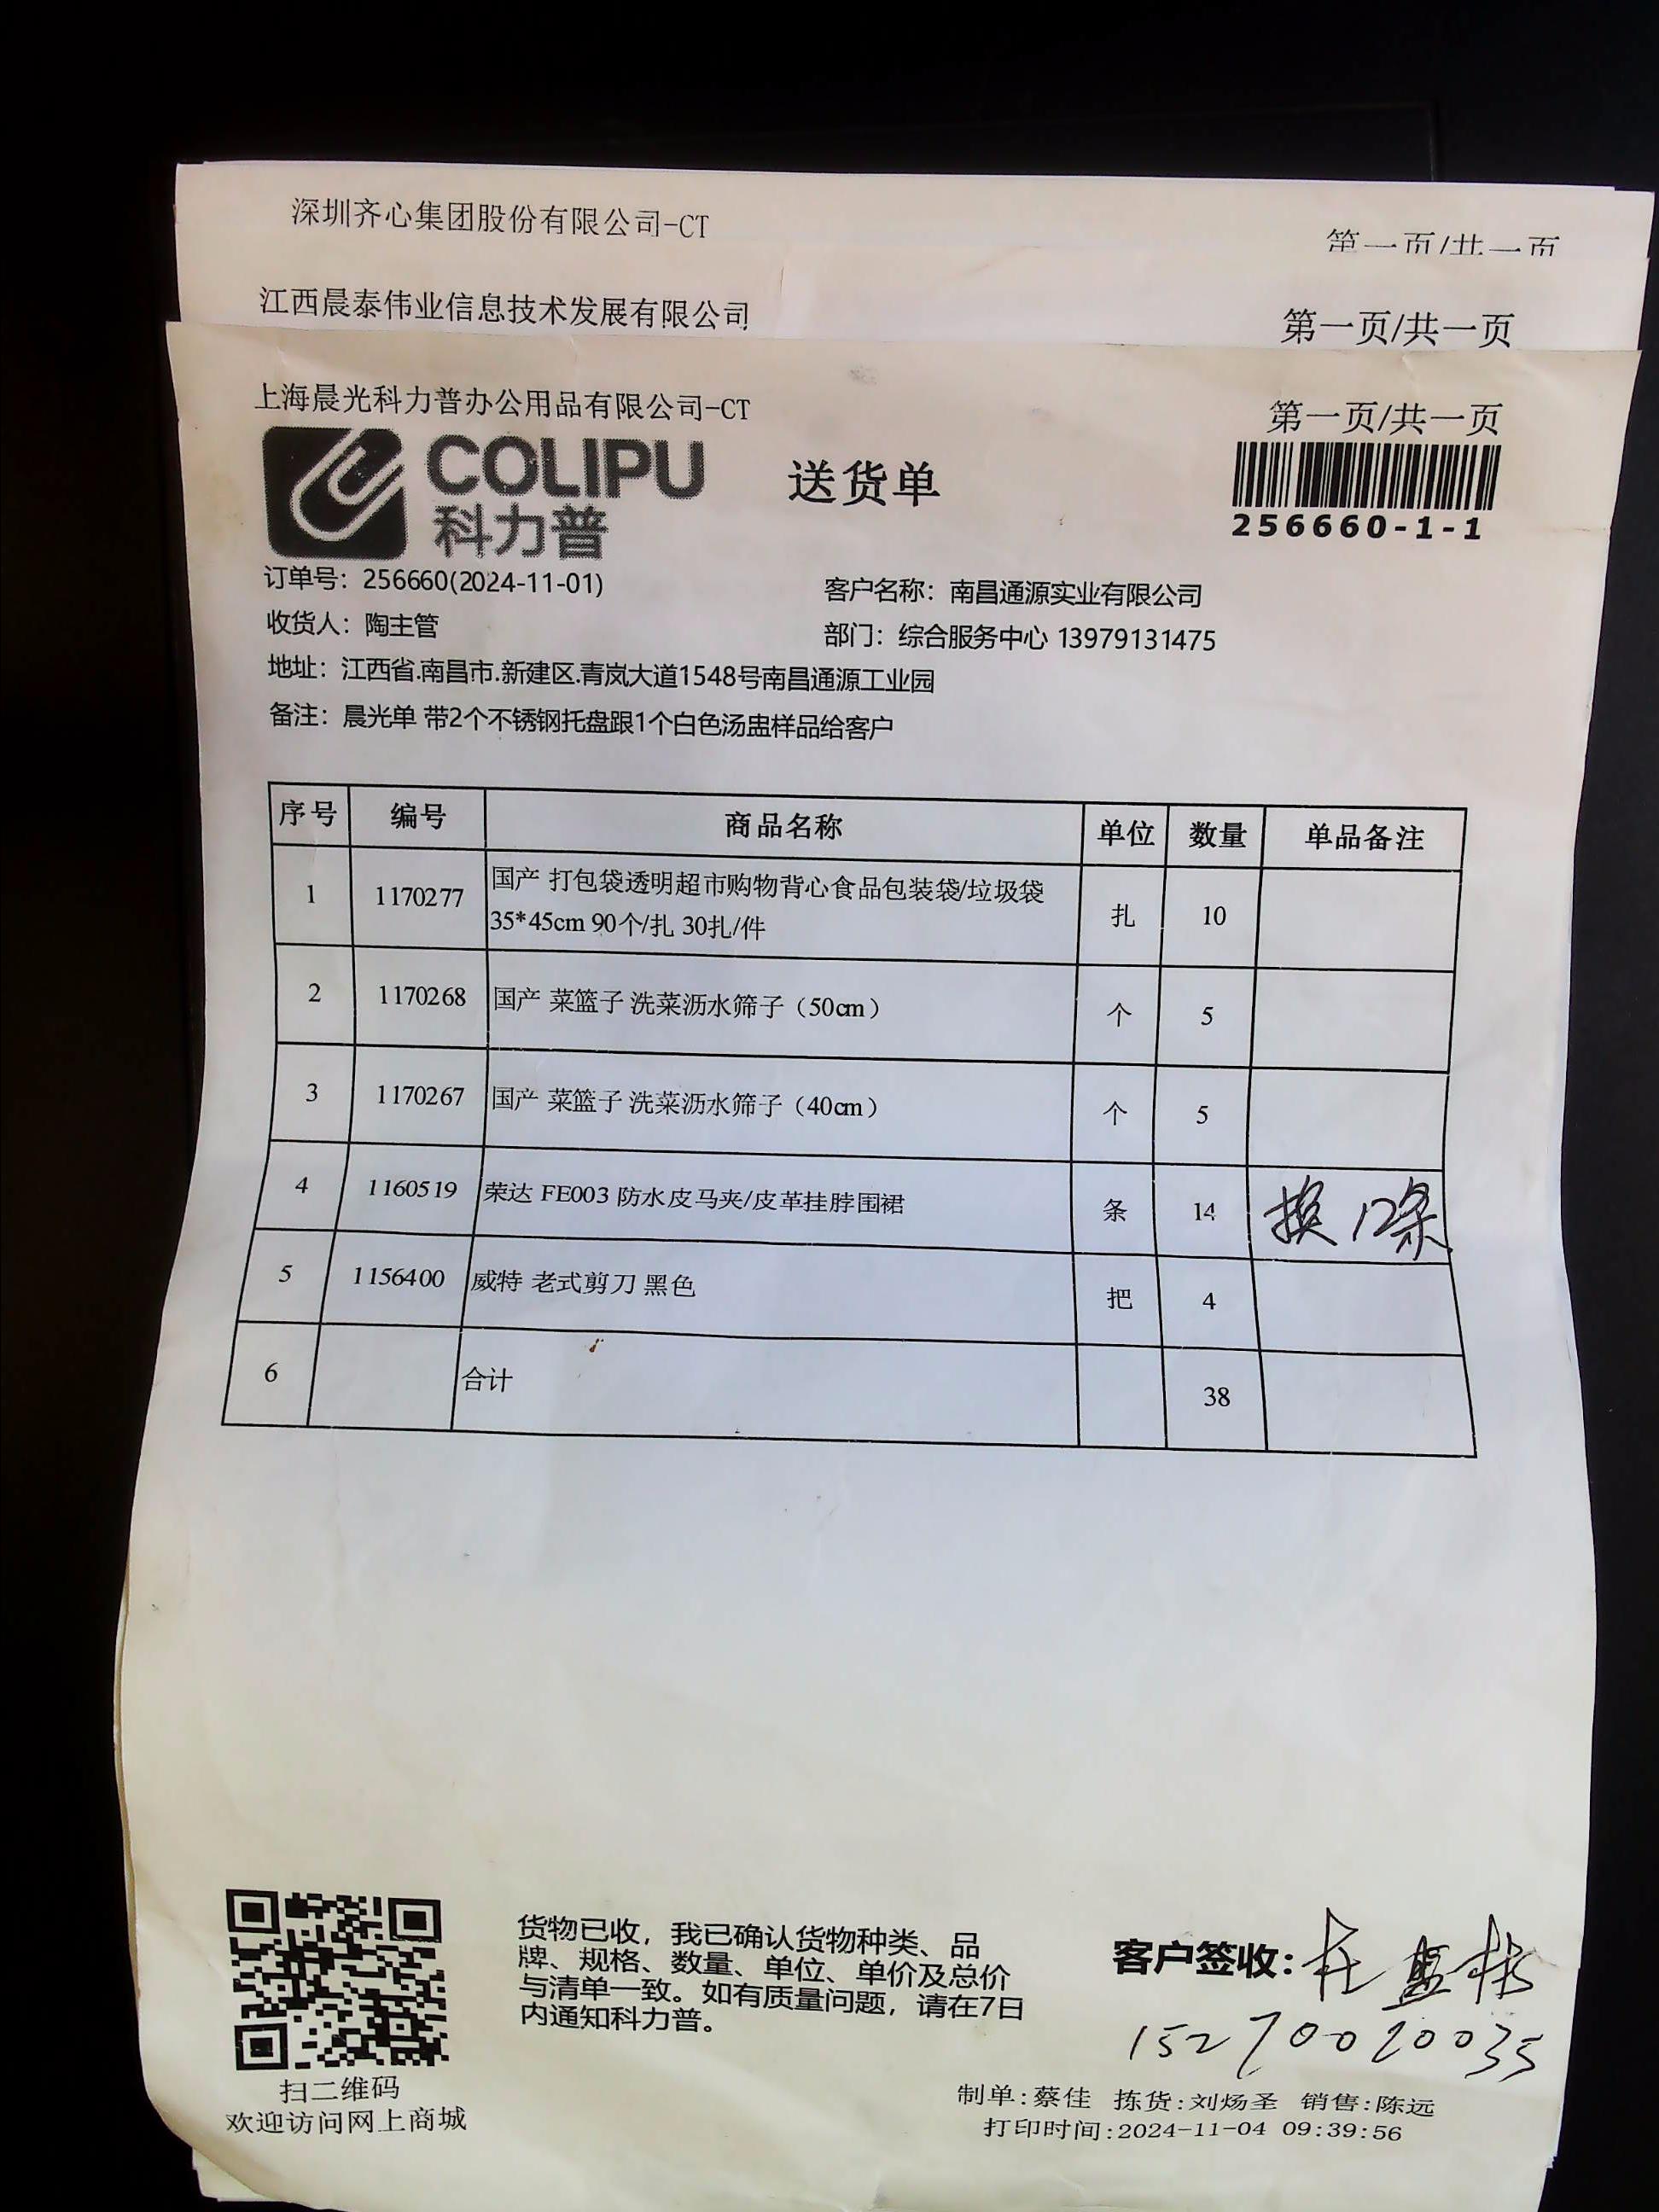 深圳齐心集团股份有限公司-CT
第一页/共一页
江西晨泰伟业信息技术发展有限公司
第一页/共一页
上海晨光科力普办公用品有限公司-CT
第一页/共一页
COLIPU
科力普
送货单
256660-1-1
订单号：256660(2024-11-01)
客户名称：南昌通源实业有限公司
收货人：陶主管
部门：综合服务中心 13979131475
地址：江西省.南昌市.新建区.青岚大道1548号南昌通源工业园
备注：晨光单 带2个不锈钢托盘跟1个白色汤盅样品给客户
序号 编号 商品名称 单位 数量 单品备注
1 1170277 国产 打包袋透明超市购物背心食品包装袋/垃圾袋
35*45cm 90个/扎 30扎/件 扎 10
2 1170268 国产 菜篮子 洗菜沥水筛子（50cm） 个 5
3 1170267 国产 菜篮子 洗菜沥水筛子（40cm） 个 5
4 1160519 荣达 FE003 防水皮马夹/皮革挂脖围裙 条 14 换12条
5 1156400 威特 老式剪刀 黑色 把 4
6 合计 38
货物已收，我已确认货物种类、品
牌、规格、数量、单位、单价及总价
与清单一致。如有质量问题，请在7日
内通知科力普。
客户签收：
15270020035
扫二维码
欢迎访问网上商城
制单:蔡佳 拣货:刘炀圣 销售:陈远
打印时间:2024-11-04 09:39:56